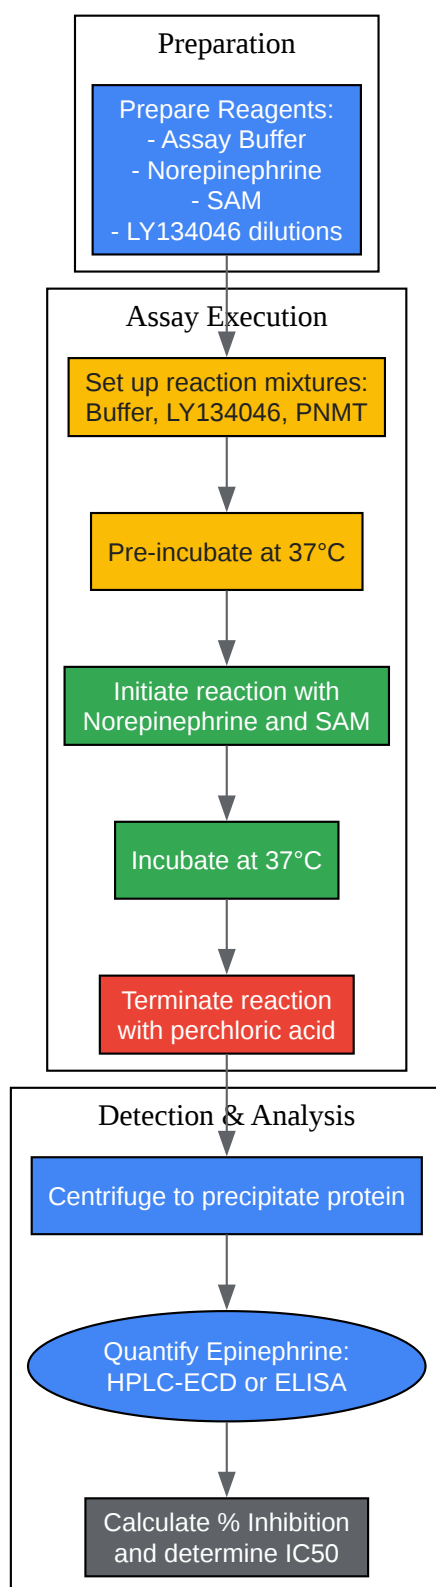 Preparation
Prepare Reagents:
- Assay Buffer
- Norepinephrine
- SAM
- LY134046 dilutions
Assay Execution
Set up reaction mixtures:
Buffer, LY134046, PNMT
Pre-incubate at 37°C
Initiate reaction with
Norepinephrine and SAM
Incubate at 37°C
Terminate reaction
with perchloric acid
Detection & Analysis
Centrifuge to precipitate protein
Quantify Epinephrine:
HPLC-ECD or ELISA
Calculate % Inhibition
and determine IC50